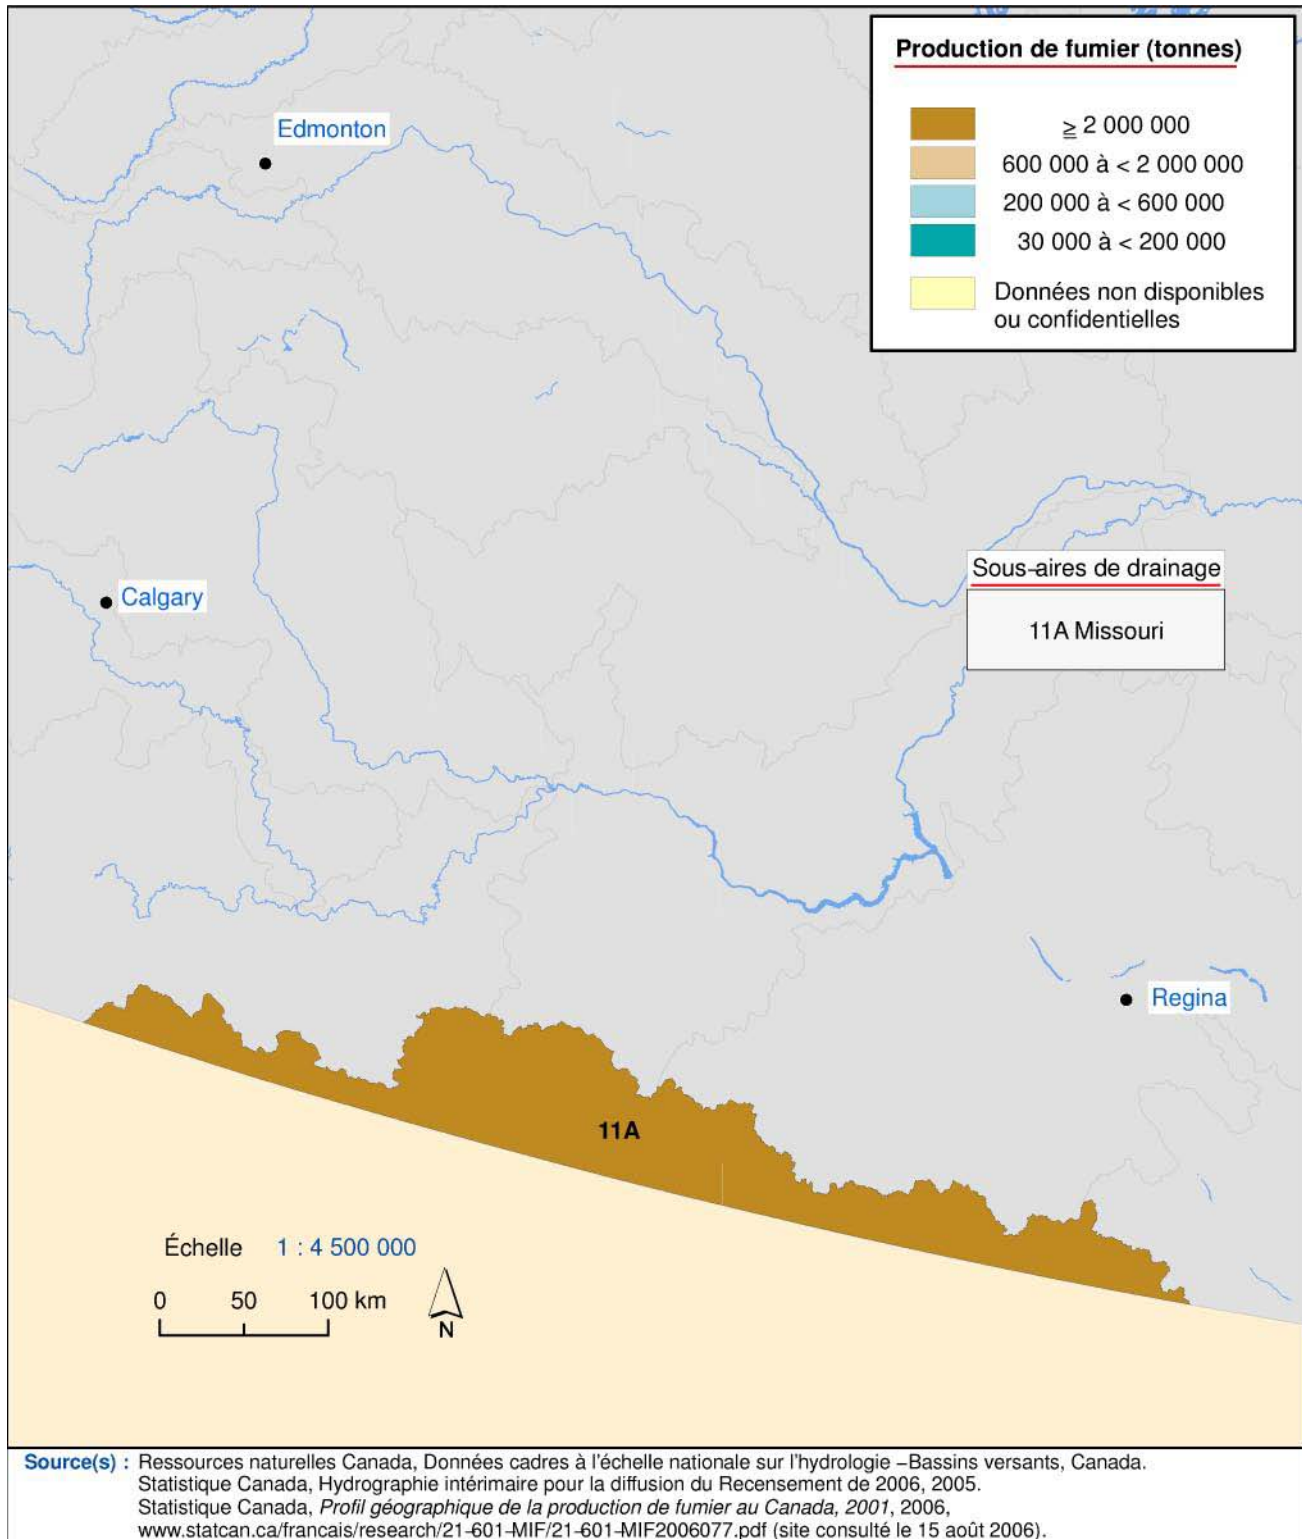 Production de fumier (tonnes)
≧ 2 000 000
600 000 à < 2 000 000
200 000 à < 600 000
30 000 à < 200 000
Données non disponibles
ou confidentielles
Edmonton
Sous-aires de drainage
11A Missouri
Calgary
Regina
11A
Échelle 1 : 4 500 000
0 50 100 km
N
Source(s) : Ressources naturelles Canada, Données cadres à l'échelle nationale sur l'hydrologie –Bassins versants, Canada.
Statistique Canada, Hydrographie intérimaire pour la diffusion du Recensement de 2006, 2005.
Statistique Canada, Profil géographique de la production de fumier au Canada, 2001, 2006,
www.statcan.ca/francais/research/21-601-MIF/21-601-MIF2006077.pdf (site consulté le 15 août 2006).